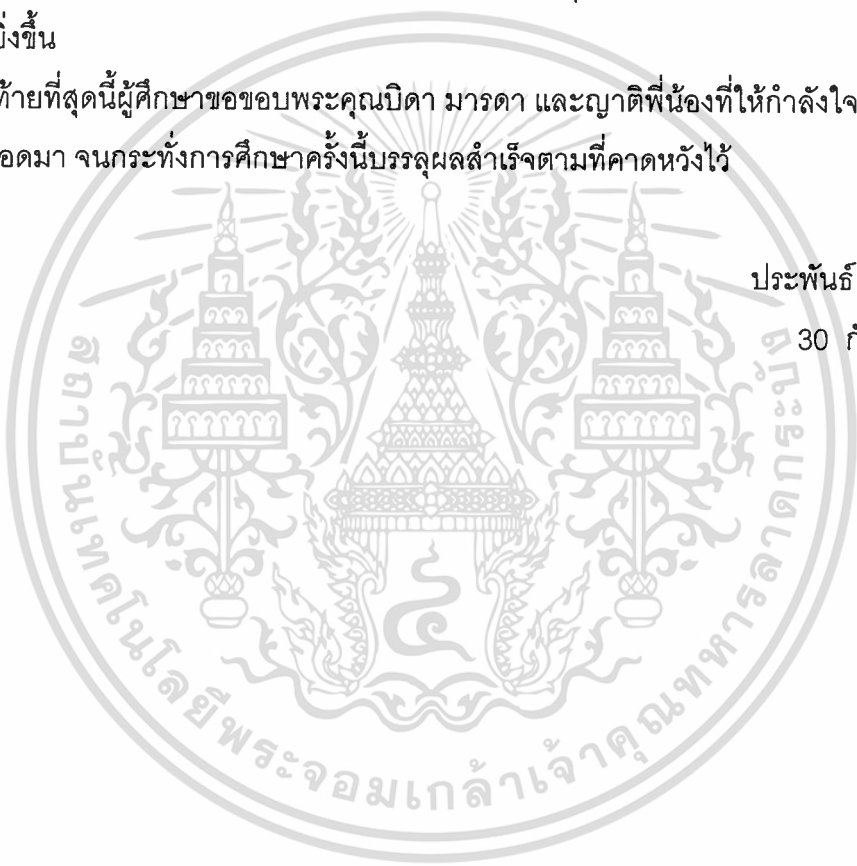 ยิ่งขึ้น
ท้ายที่สุดนี้ผู้ศึกษาขอขอบพระคุณบิดา มารดา และญาติพี่น้องที่ให้กำลังใจ
อดมา จนกระทั่งการศึกษาครั้งนี้บรรลุผลสำเร็จตามที่คาดหวังไว้
ประพันธ์
30 กั
สถาบันเทคโนโลยีพระจอมเกล้าเจ้าคุณทหารลาดกระบัง